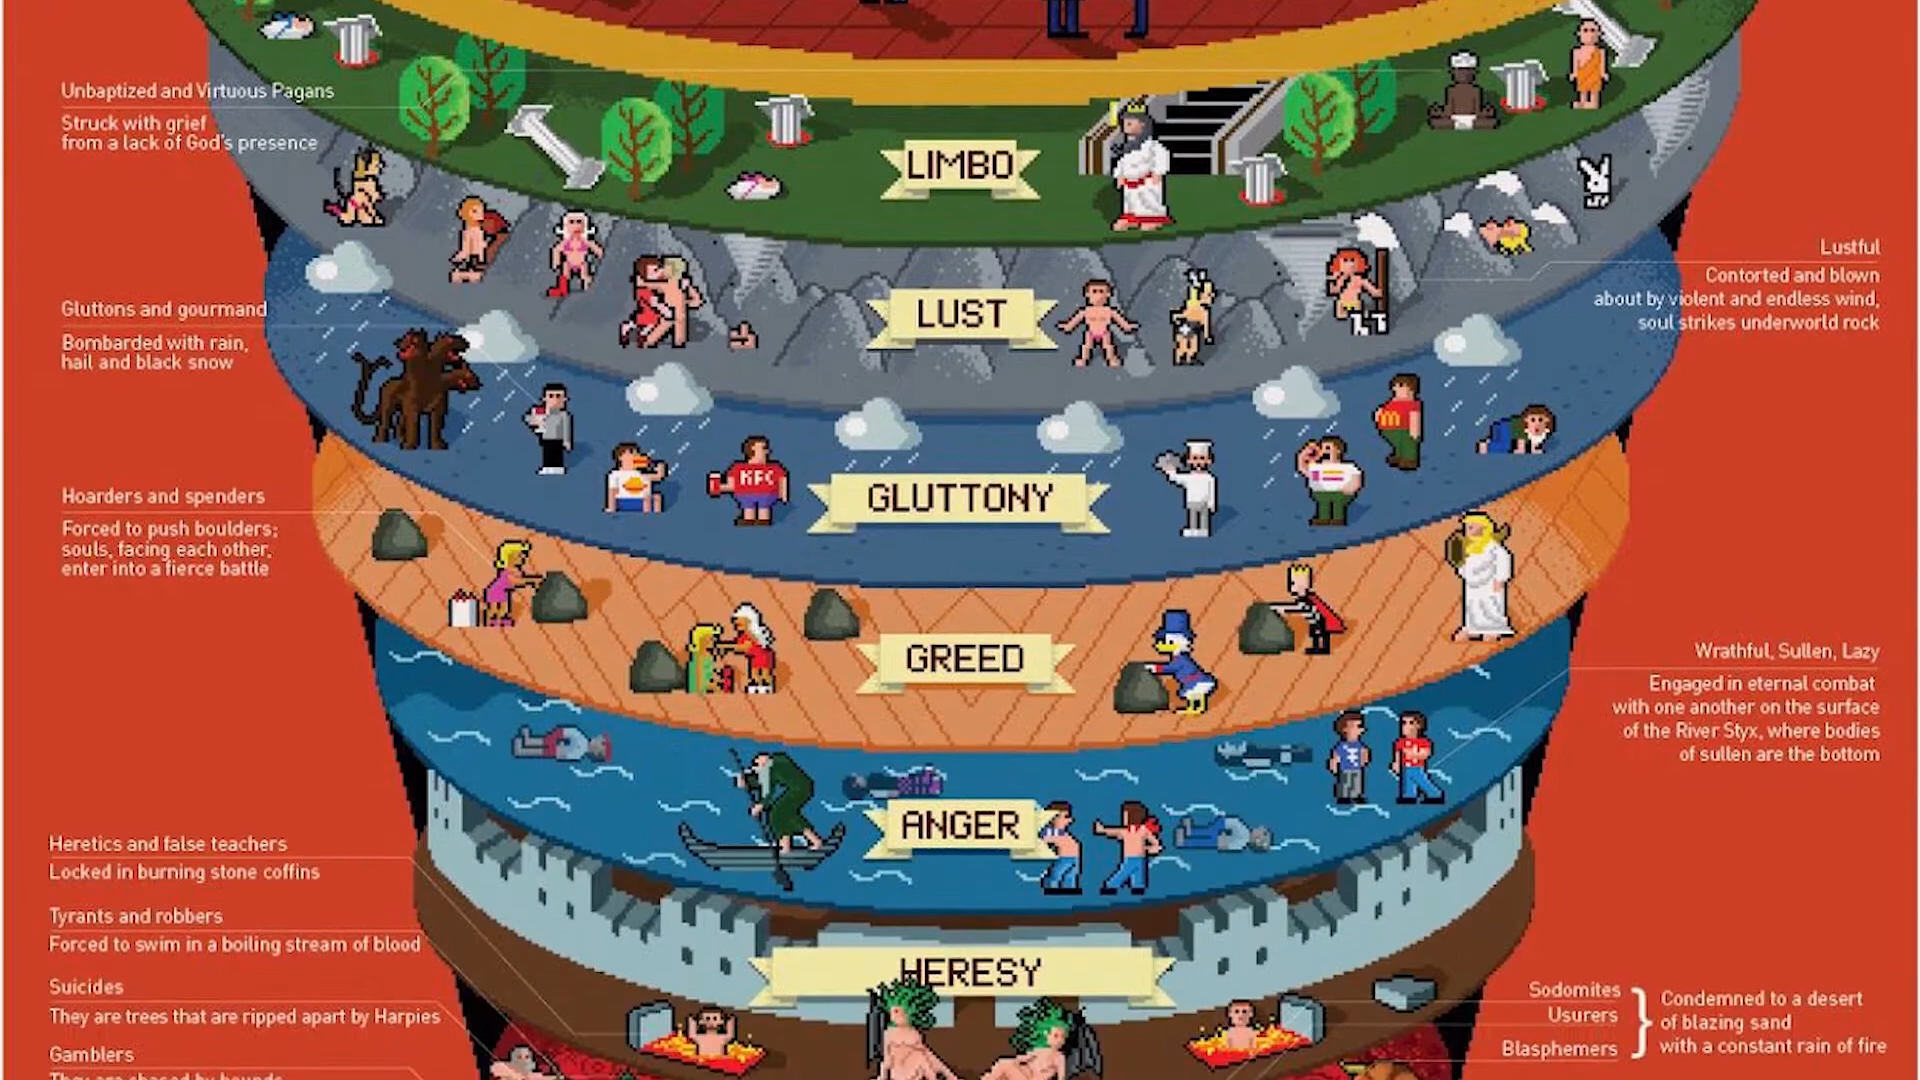 Unbaptized and Virtuous Pagans
Struck with grief
from a lack of God's presence
LIMBO
Lustful
Contorted and blown
about by violent and endless wind,
soul strikes underworld rock
LUST
Gluttons and gourmand
Bombarded with rain,
hail and black snow
KFC
GLUTTONY
Hoarders and spenders
Forced to push boulders;
souls, facing each other,
enter into a fierce battle
GREED
Wrathful, Sullen, Lazy
Engaged in eternal combat
with one another on the surface
of the River Styx, where bodies
of sullen are the bottom
ANGER
Heretics and false teachers
Locked in burning stone coffins
HERESY
Tyrants and robbers
Forced to swim in a boiling stream of blood
Suicides
They are trees that are ripped apart by Harpies
Gamblers
They are chased by hounds
Sodomites
Usurers
Blasphemers
Condemned to a desert
of blazing sand
with a constant rain of fire